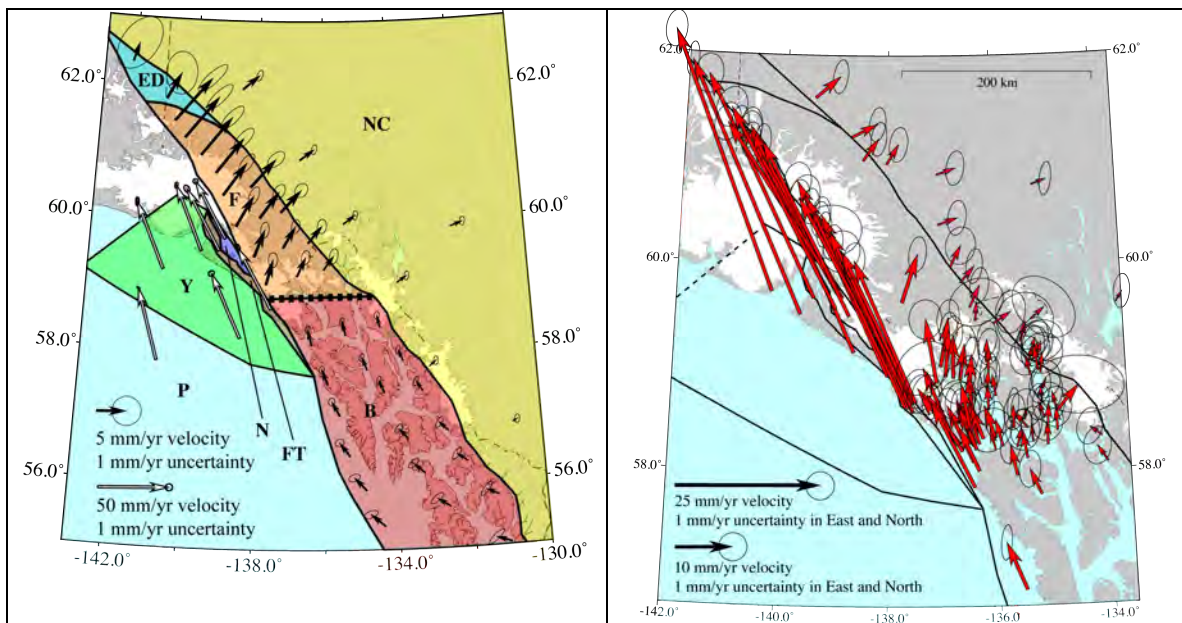 ED
NC
F
Y
P
B
N
FT
62.0°
60.0°
58.0°
56.0°
62.0°
60.0°
58.0°
56.0°
-142.0°
-138.0°
-134.0°
-130.0°
5 mm/yr velocity
1 mm/yr uncertainty
50 mm/yr velocity
1 mm/yr uncertainty
62.0°
60.0°
58.0°
62.0°
60.0°
58.0°
200 km
25 mm/yr velocity
1 mm/yr uncertainty in East and North
10 mm/yr velocity
1 mm/yr uncertainty in East and North
-142.0°
-140.0°
-138.0°
-136.0°
-134.0°